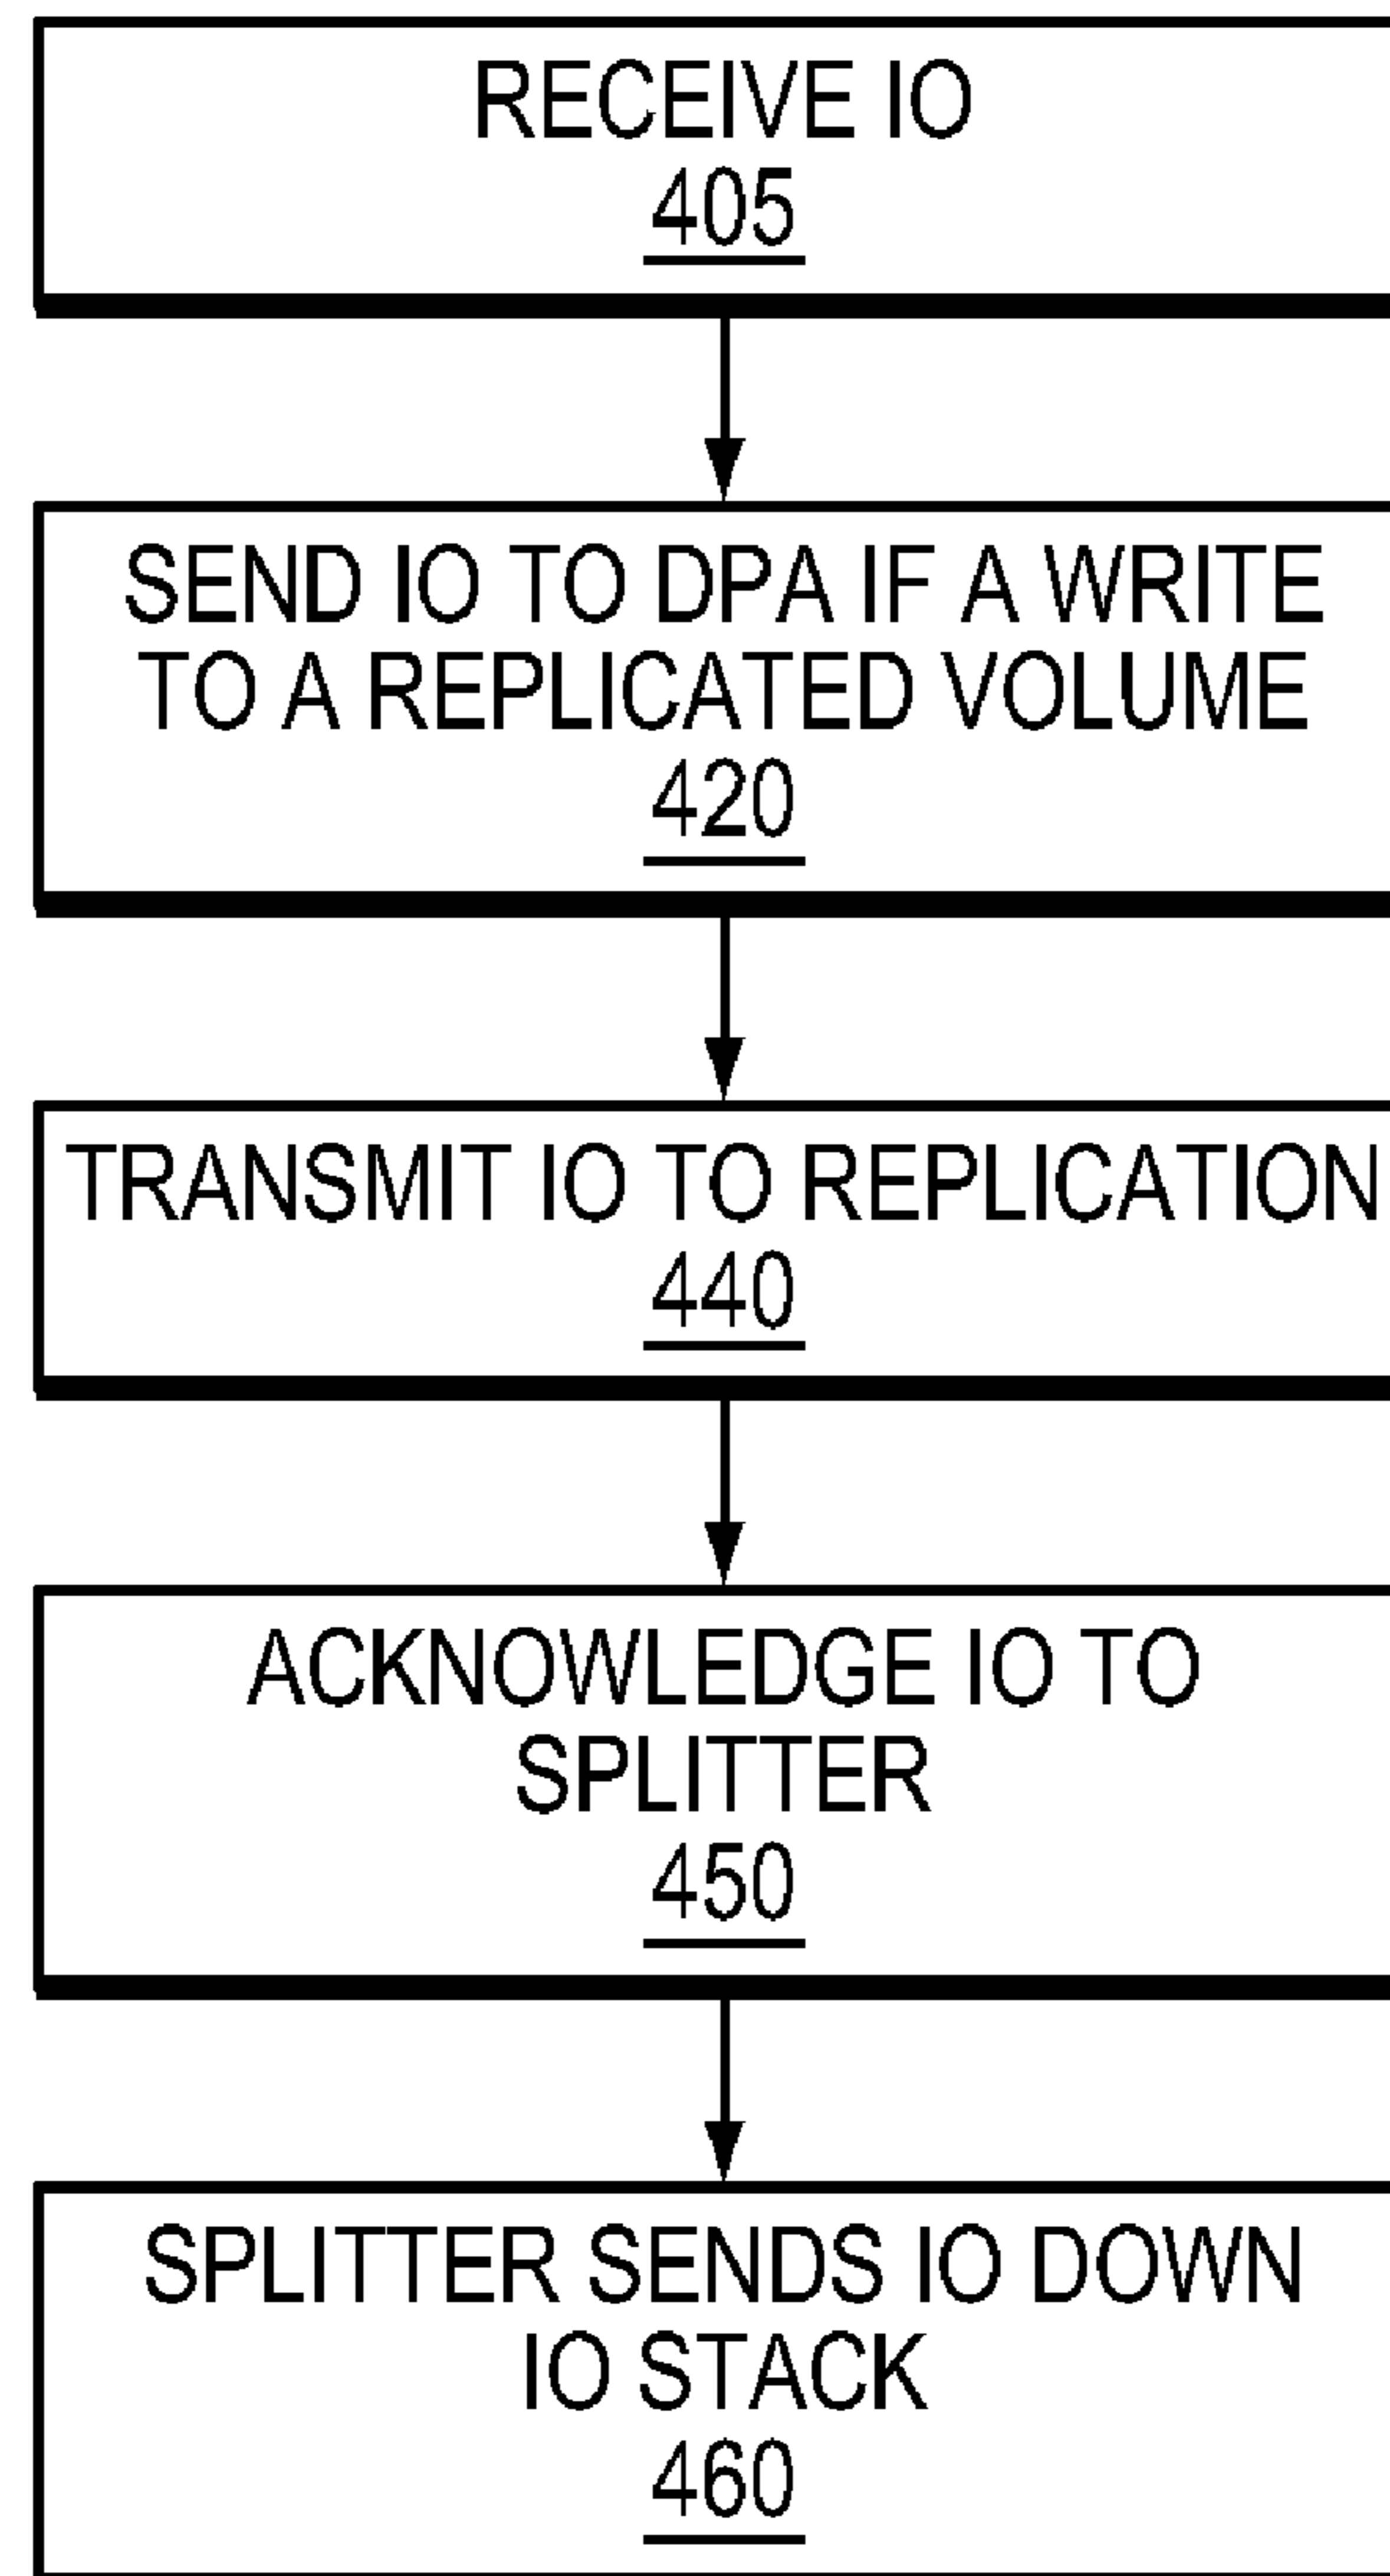 RECEIVE IO
405
SEND IO TO DPA IF A WRITE
TO A REPLICATED VOLUME
420
TRANSMIT IO TO REPLICATION
440
ACKNOWLEDGE IO TO
SPLITTER
450
SPLITTER SENDS IO DOWN
IO STACK
460